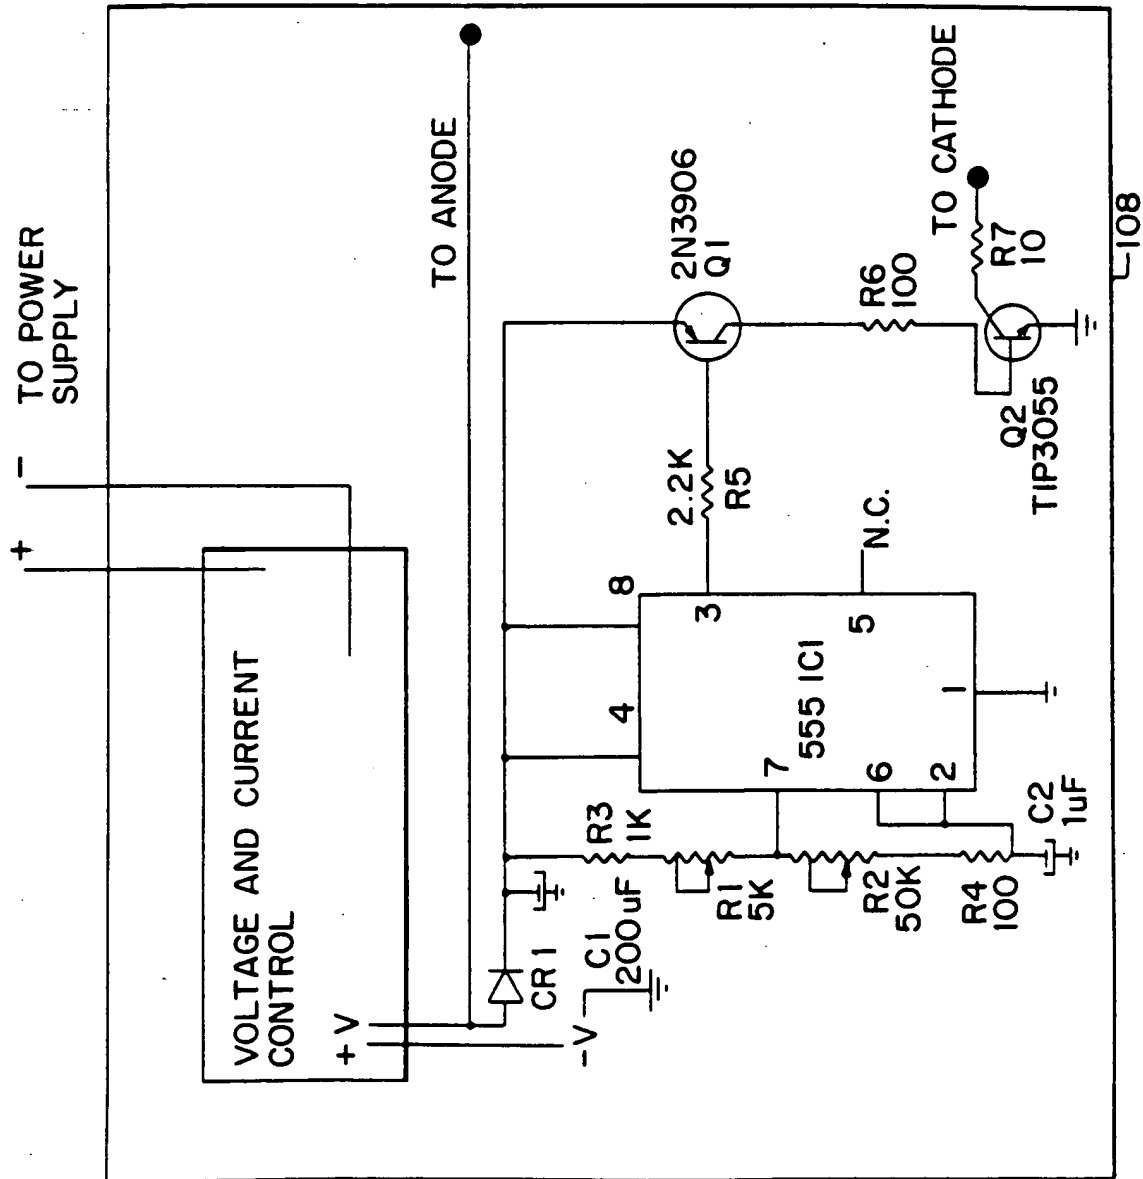 TO POWER
SUPPLY
+
−
VOLTAGE AND CURRENT
CONTROL
+V
-V
TO ANODE
CR1
C1
200uF
R3
1K
R1
5K
R2
50K
R4
100
C2
1uF
4
8
7
3
555 IC1
6
5
2
1
N.C.
2.2K
R5
2N3906
Q1
R6
100
TO CATHODE
R7
10
Q2
TIP3055
108